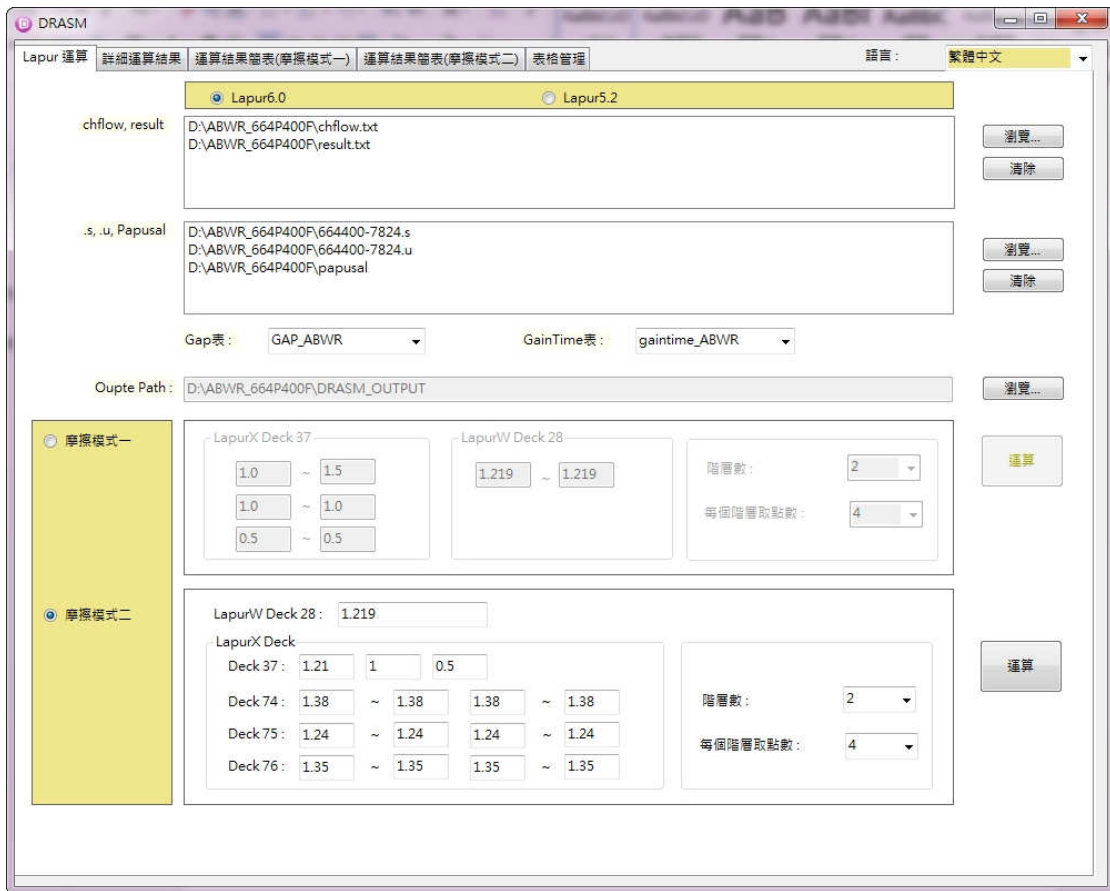 DRASM
Lapur 運算 詳細運算結果 運算結果簡表(摩擦模式一) 運算結果簡表(摩擦模式二) 表格管理 語言： 繁體中文
Lapur6.0 Lapur5.2
chflow, result
D:\ABWR_664P400F\chflow.txt
D:\ABWR_664P400F\result.txt
瀏覽...
清除
.s, .u, Papusal
D:\ABWR_664P400F\664400-7824.s
D:\ABWR_664P400F\664400-7824.u
D:\ABWR_664P400F\papusal
瀏覽...
清除
Gap表： GAP_ABWR GainTime表： gaintime_ABWR
Oupte Path： D:\ABWR_664P400F\DRASM_OUTPUT 瀏覽...
摩擦模式一
LapurX Deck 37
1.0 ~ 1.5
1.0 ~ 1.0
0.5 ~ 0.5
LapurW Deck 28
1.219 ~ 1.219
階層數： 2
每個階層取點數： 4
運算
摩擦模式二
LapurW Deck 28： 1.219
LapurX Deck
Deck 37： 1.21 1 0.5
Deck 74： 1.38 ~ 1.38 1.38 ~ 1.38
Deck 75： 1.24 ~ 1.24 1.24 ~ 1.24
Deck 76： 1.35 ~ 1.35 1.35 ~ 1.35
階層數： 2
每個階層取點數： 4
運算